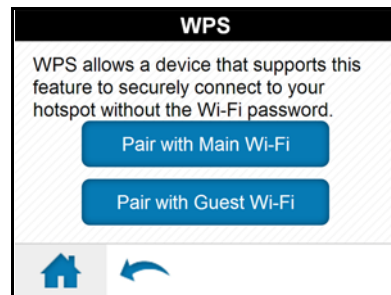 WPS
WPS allows a device that supports this
feature to securely connect to your
hotspot without the Wi-Fi password.
Pair with Main Wi-Fi
Pair with Guest Wi-Fi